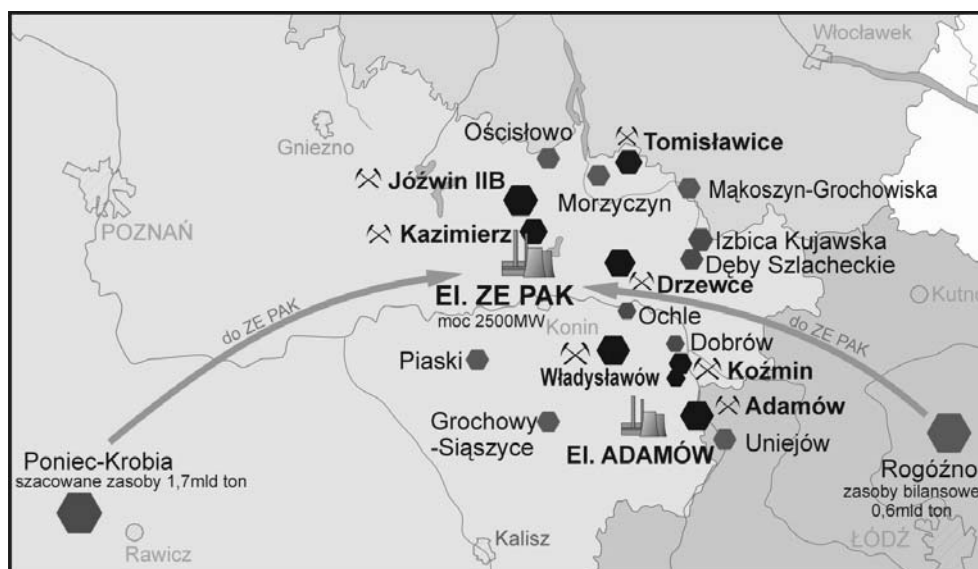 Włocławek
Ościsłowo
Tomisławice
Gniezno
Jóźwin IIB
Mąkoszyn-Grochowiska
Morzyczyn
POZNAŃ
Kazimierz
Izbica Kujawska
Dęby Szlacheckie
Drzewce
El. ZE PAK
moc 2500MW
Kutno
do ZE PAK
do ZE PAK
Ochle
Konin
Dobrów
Piaski
Władysławów
Koźmin
Adamów
Grochowy
-Siąszyce
El. ADAMÓW
Uniejów
Poniec-Krobia
szacowane zasoby 1,7mld ton
Rogóźno
zasoby bilansowe
0,6mld ton
Rawicz
Kalisz
ŁÓDŹ